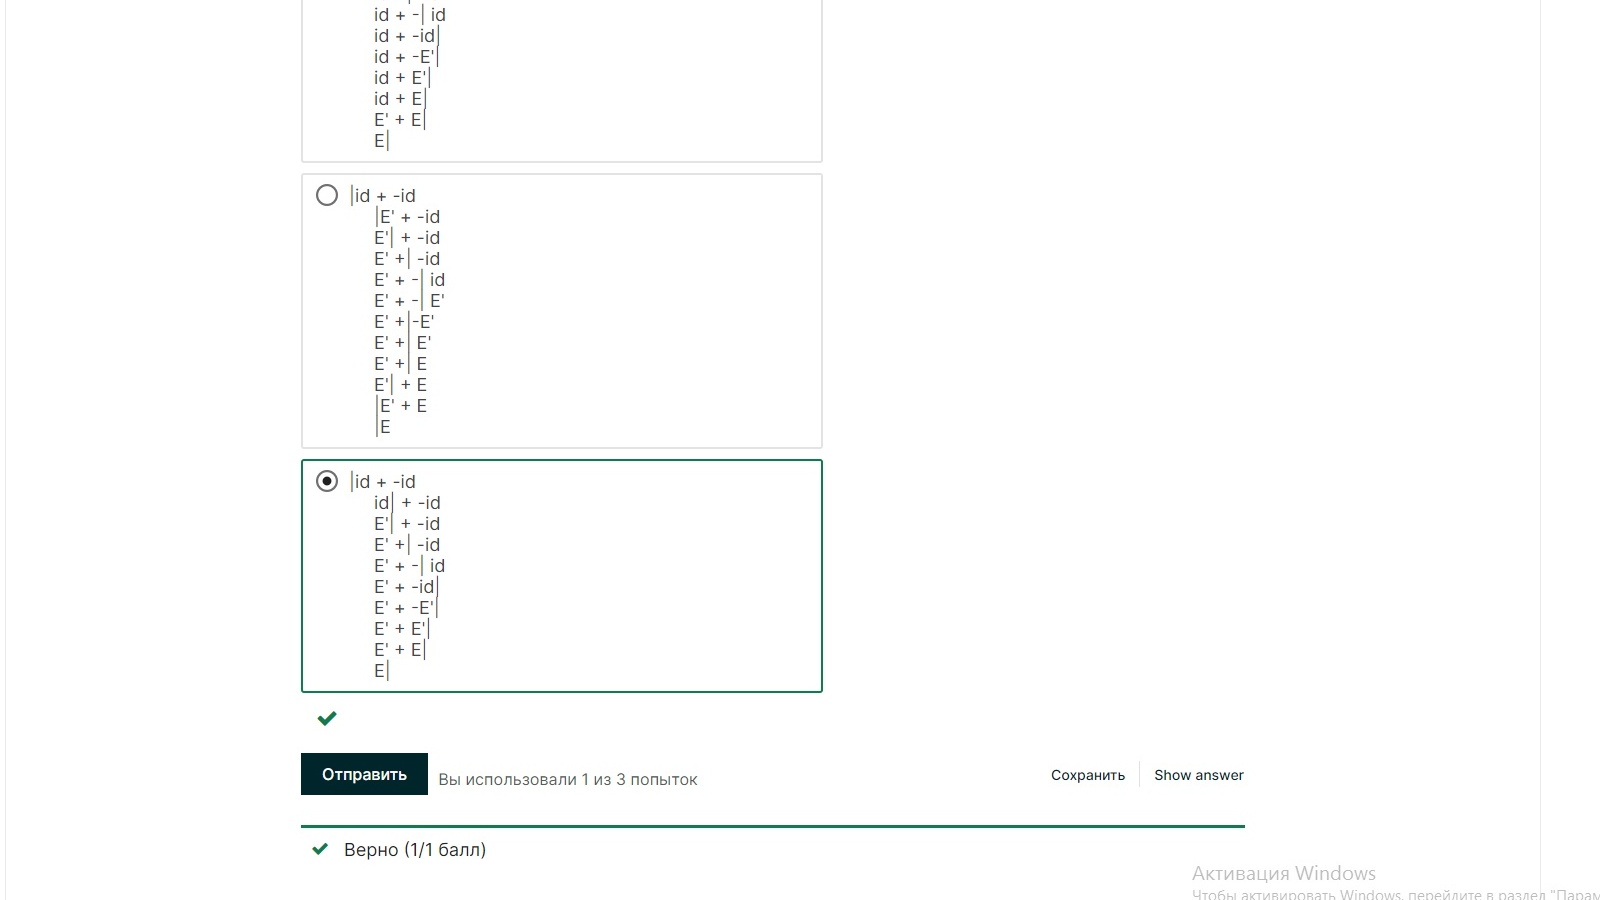 id + -| id
id + -id|
id + -E'|
id + E'|
id + E|
E' + E|
E|
|id + -id
|E' + -id
E'| + -id
E' +| -id
E' + -| id
E' + -| E'
E' +|-E'
E' +| E'
E' +| E
E'| + E
|E' + E
|E
|id + -id
id| + -id
E'| + -id
E' +| -id
E' + -| id
E' + -id|
E' + -E'|
E' + E'|
E' + E|
E|
Отправить
Вы использовали 1 из 3 попыток
Сохранить
Show answer
Верно (1/1 балл)
Активация Windows
Чтобы активировать Windows, перейдите в раздел "Парам